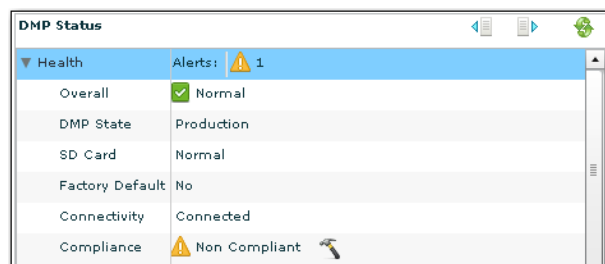 DMP Status
Health Alerts: 1
Overall Normal
DMP State Production
SD Card Normal
Factory Default No
Connectivity Connected
Compliance Non Compliant